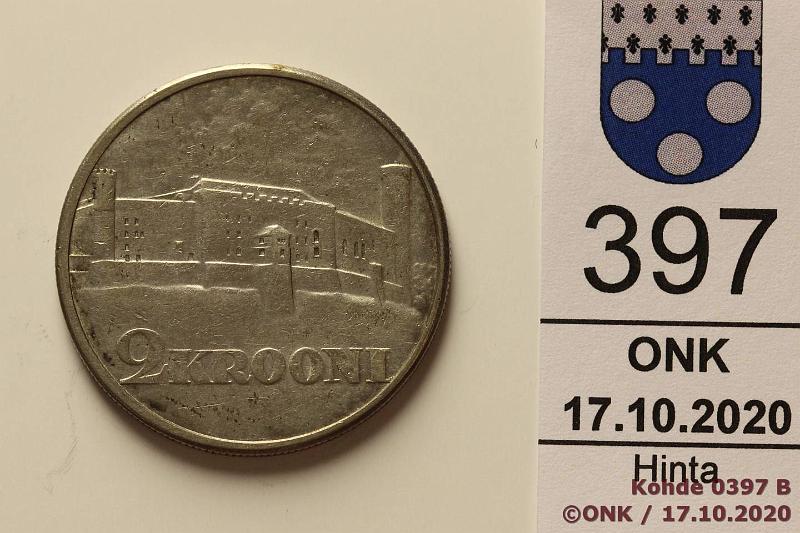 2 KROONI
397
ONK
17.10.2020
Hinta
Kohde 0397 B
©ONK / 17.10.2020